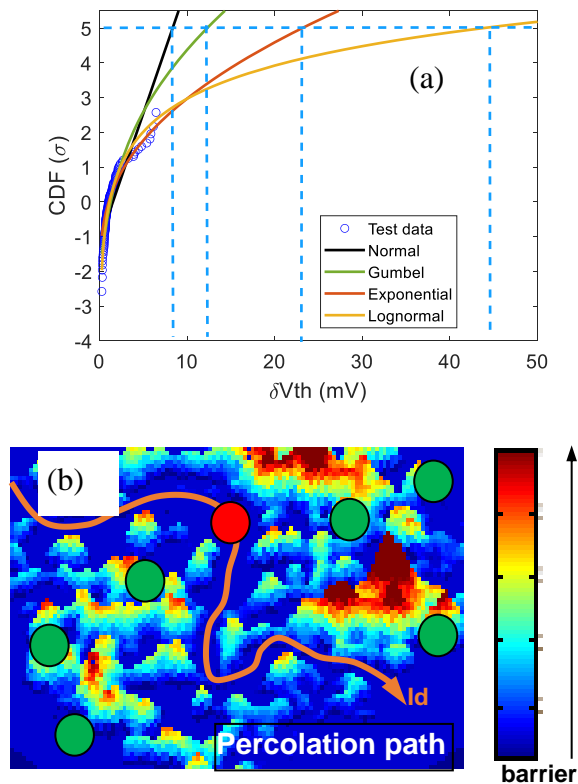 (a)
5
4
3
2
1
0
-1
-2
-3
-4
CDF (σ)
Test data
Normal
Gumbel
Exponential
Lognormal
0 10 20 30 40 50
δVth (mV)
(b)
Id
Percolation path
barrier